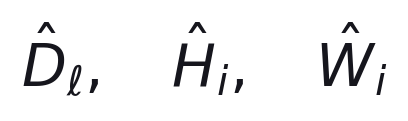 D̂ℓ, Ĥi, Ŵi